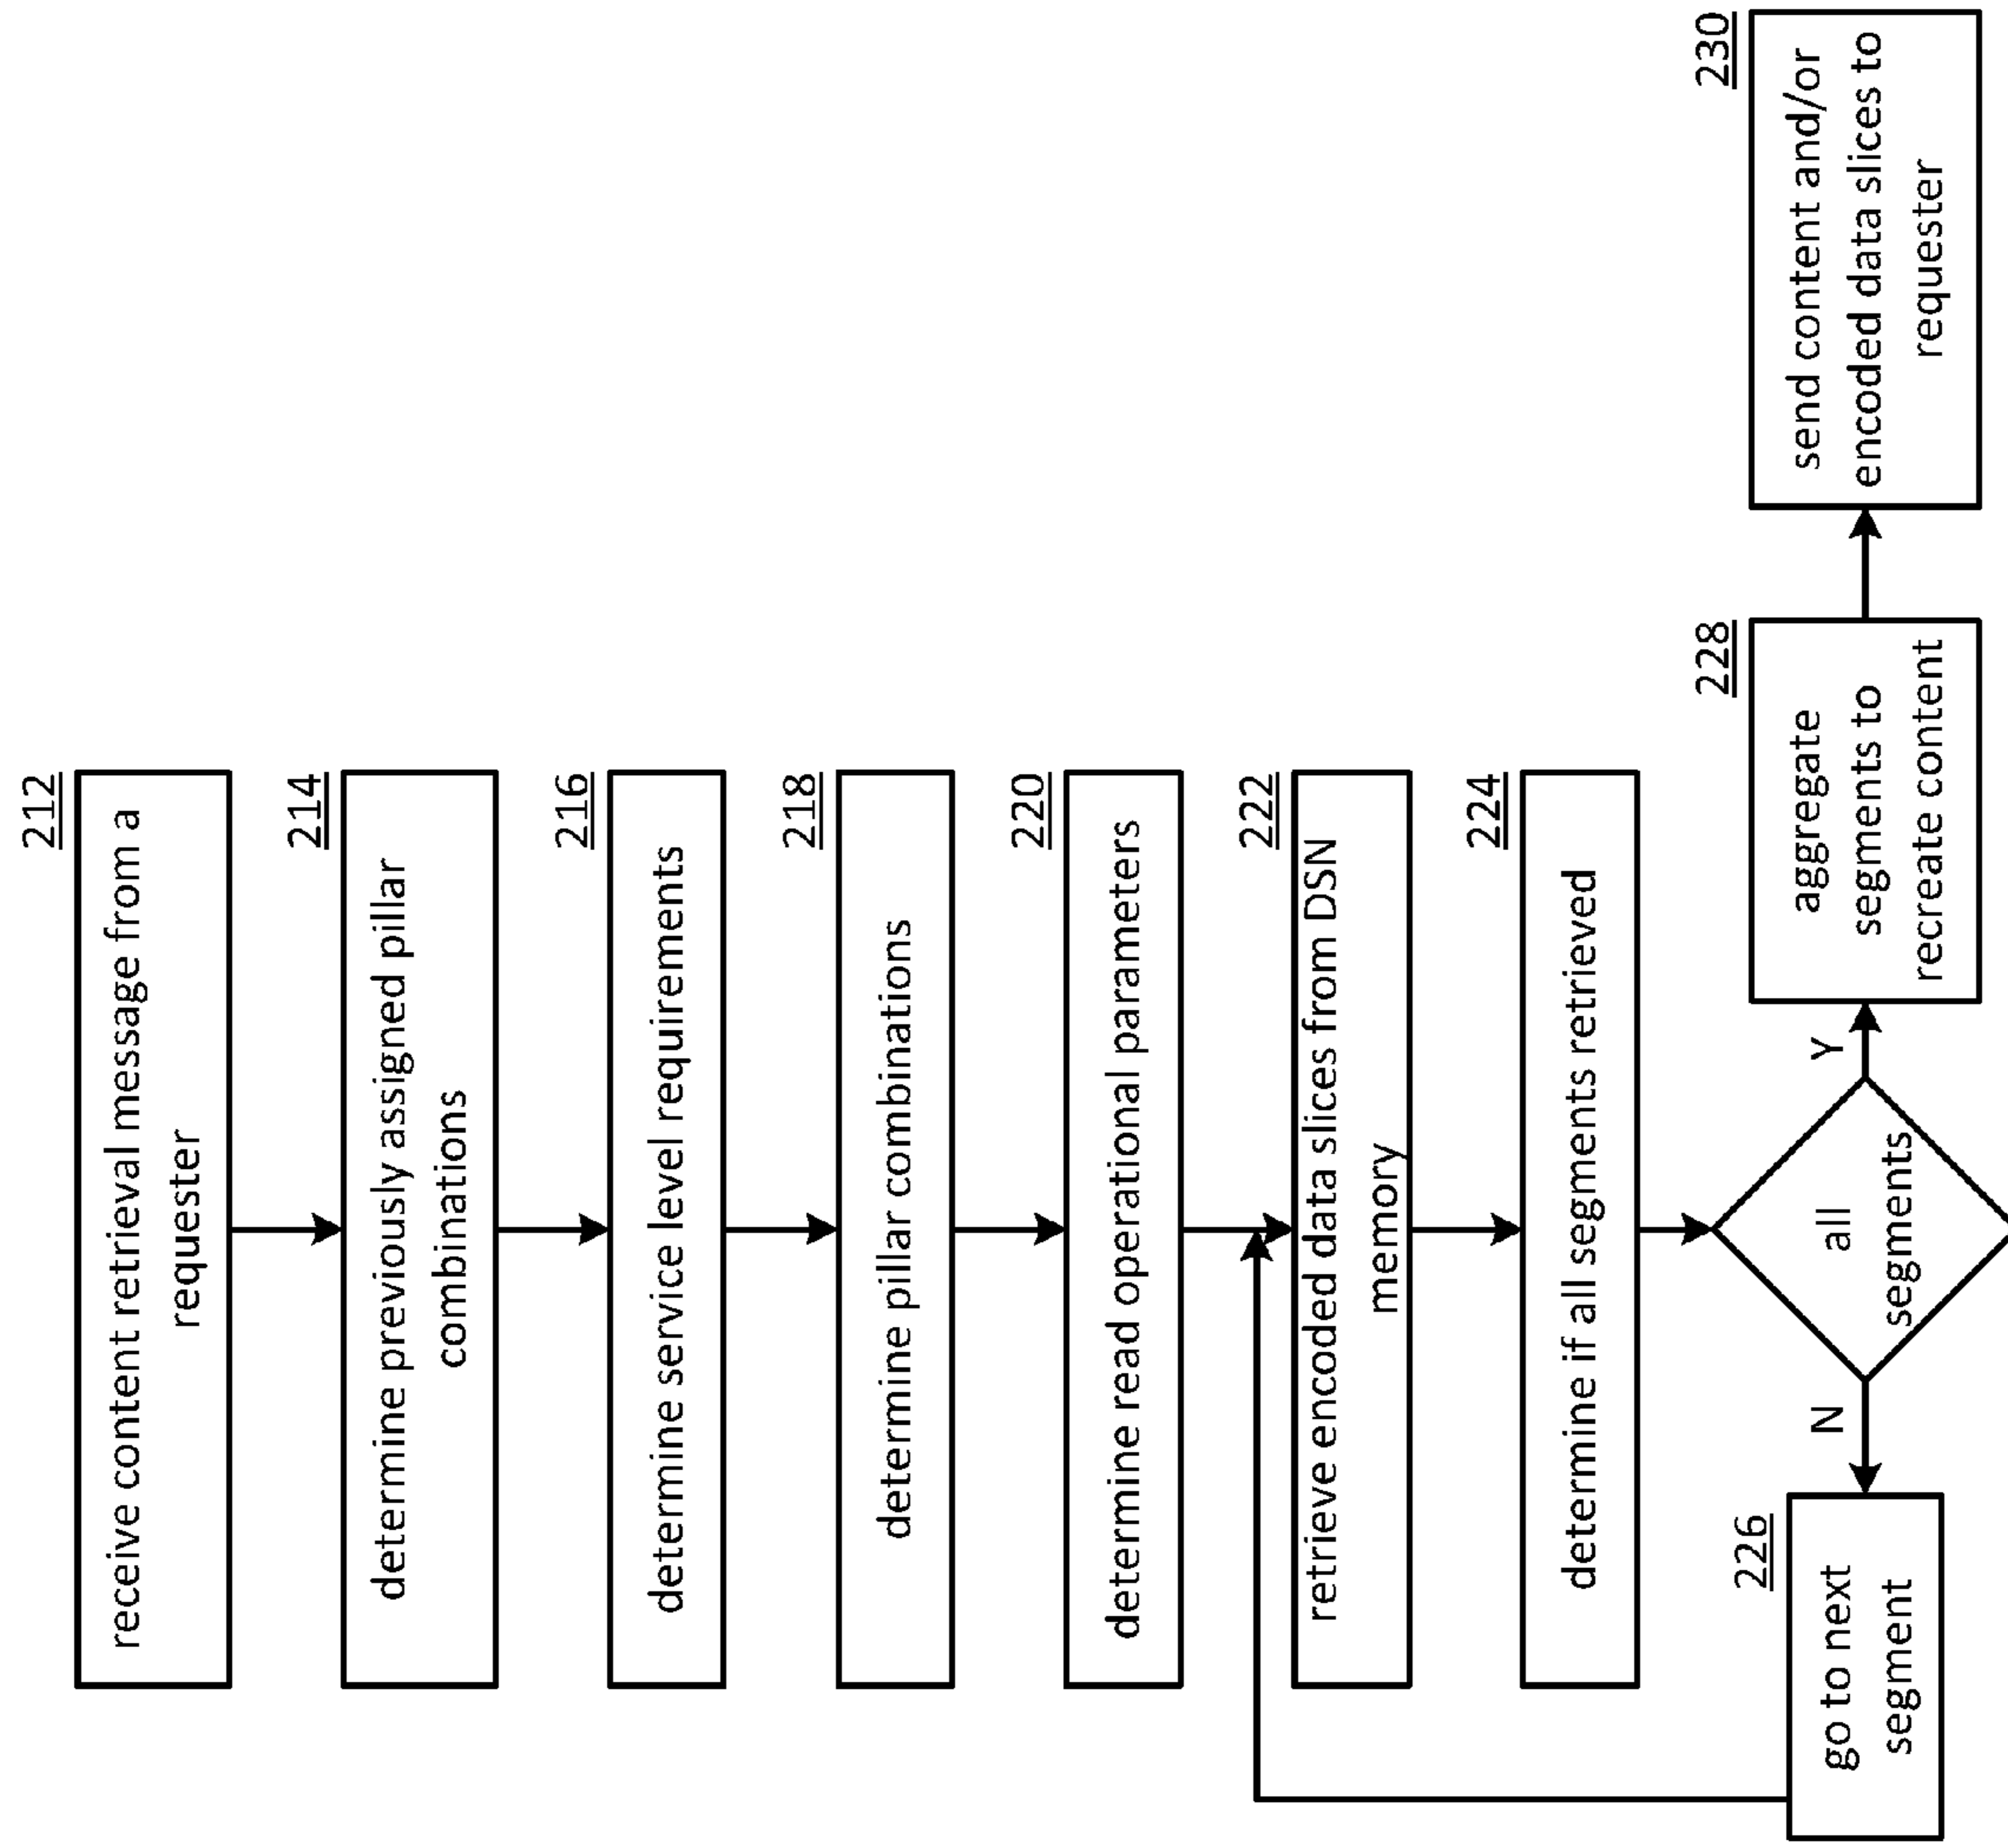 212
receive content retrieval message from a
requester
214
determine previously assigned pillar
combinations
216
determine service level requirements
218
determine pillar combinations
220
determine read operational parameters
222
retrieve encoded data slices from DSN
memory
224
determine if all segments retrieved
all
segments
N
Y
226
go to next
segment
228
aggregate
segments to
recreate content
230
send content and/or
encoded data slices to
requester